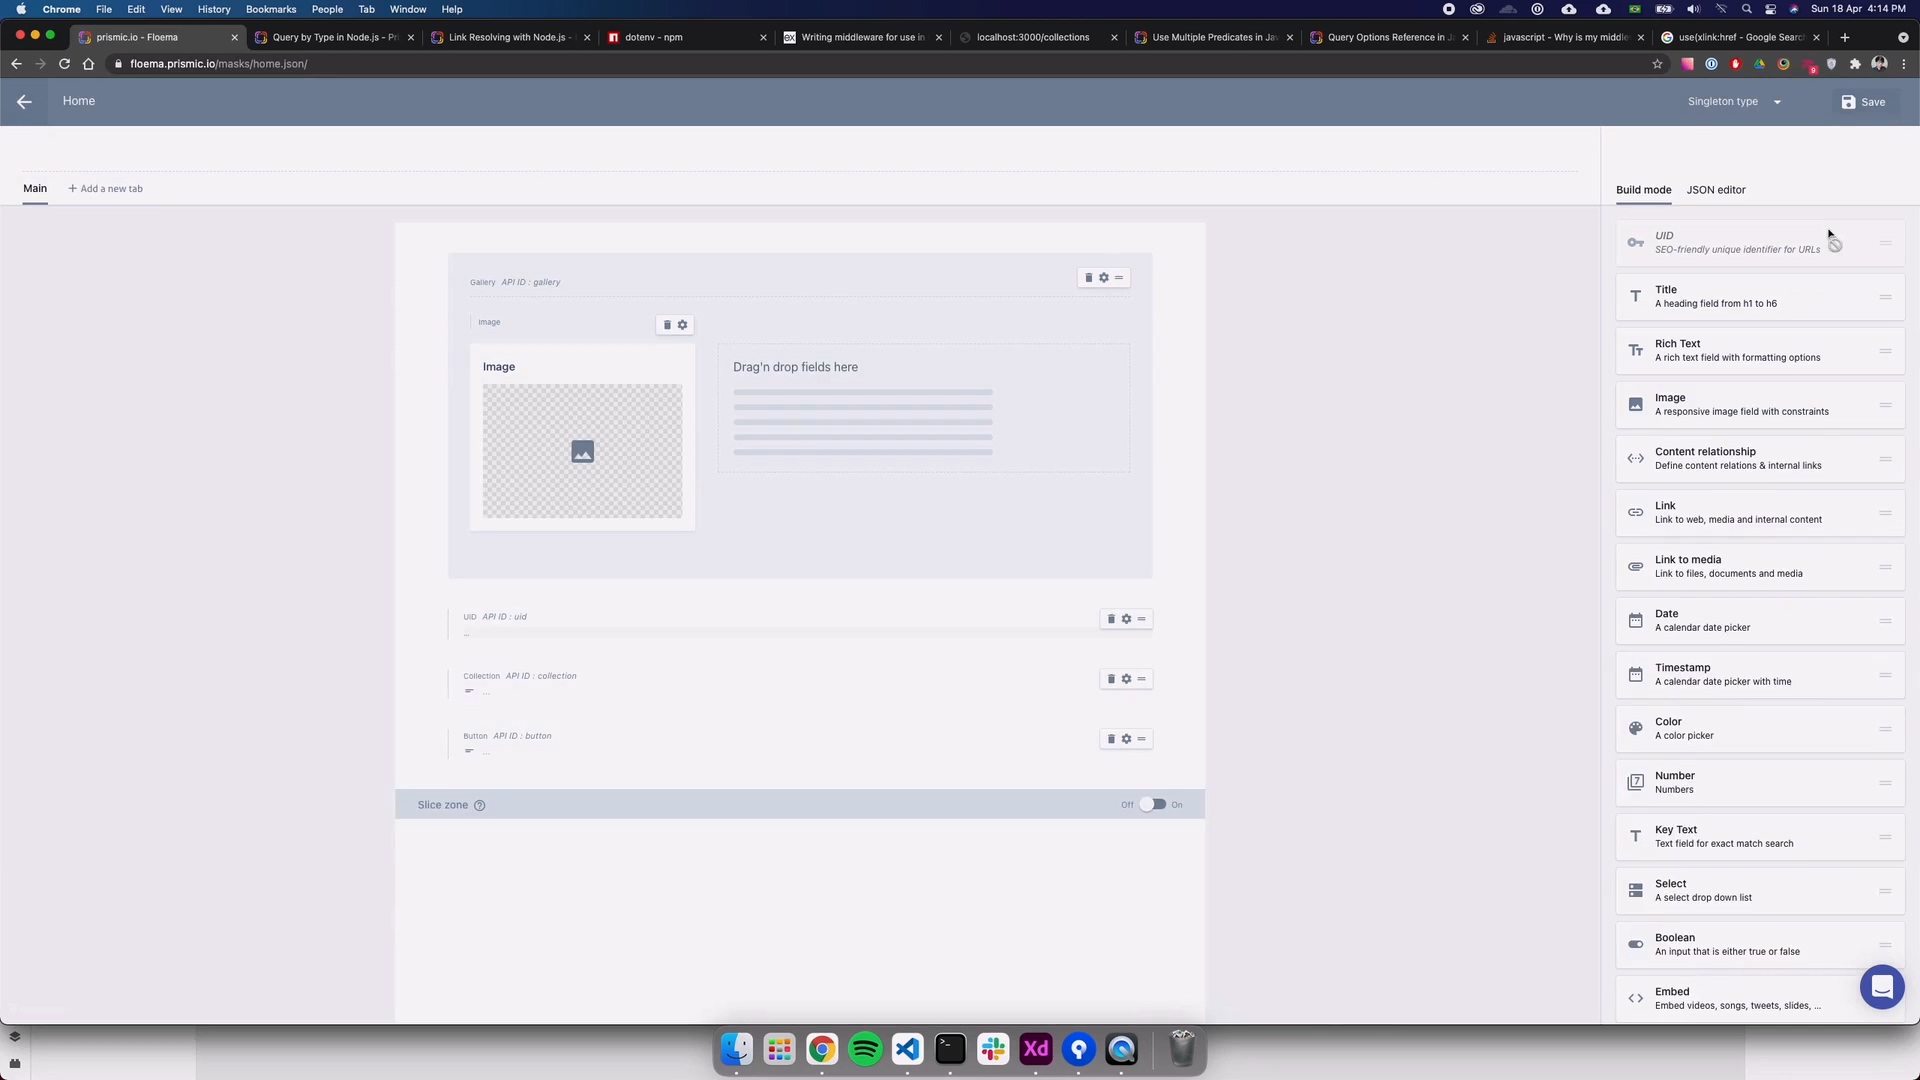 Chrome File Edit View History Bookmarks People Tab Window Help Sun 18 Apr 4:14 PM
prismic.io - Floema
Query by Type in Node.js - Pri
Link Resolving with Node.js -
dotenv - npm
Writing middleware for use in
localhost:3000/collections
Use Multiple Predicates in Jav
Query Options Reference in Ja
javascript - Why is my middle
use(xlink:href - Google Search
floema.prismic.io/masks/home.json/
9
Home
Singleton type
Save
Main
+ Add a new tab
Build mode
JSON editor
Gallery API ID : gallery
Image
Image
Drag'n drop fields here
UID API ID : uid
...
Collection API ID : collection
...
Button API ID : button
...
Slice zone
Off
On
UID
SEO-friendly unique identifier for URLs
Title
A heading field from h1 to h6
Rich Text
A rich text field with formatting options
Image
A responsive image field with constraints
Content relationship
Define content relations & internal links
Link
Link to web, media and internal content
Link to media
Link to files, documents and media
Date
A calendar date picker
Timestamp
A calendar date picker with time
Color
A color picker
Number
Numbers
Key Text
Text field for exact match search
Select
A select drop down list
Boolean
An input that is either true or false
Embed
Embed videos, songs, tweets, slides, ...
Xd